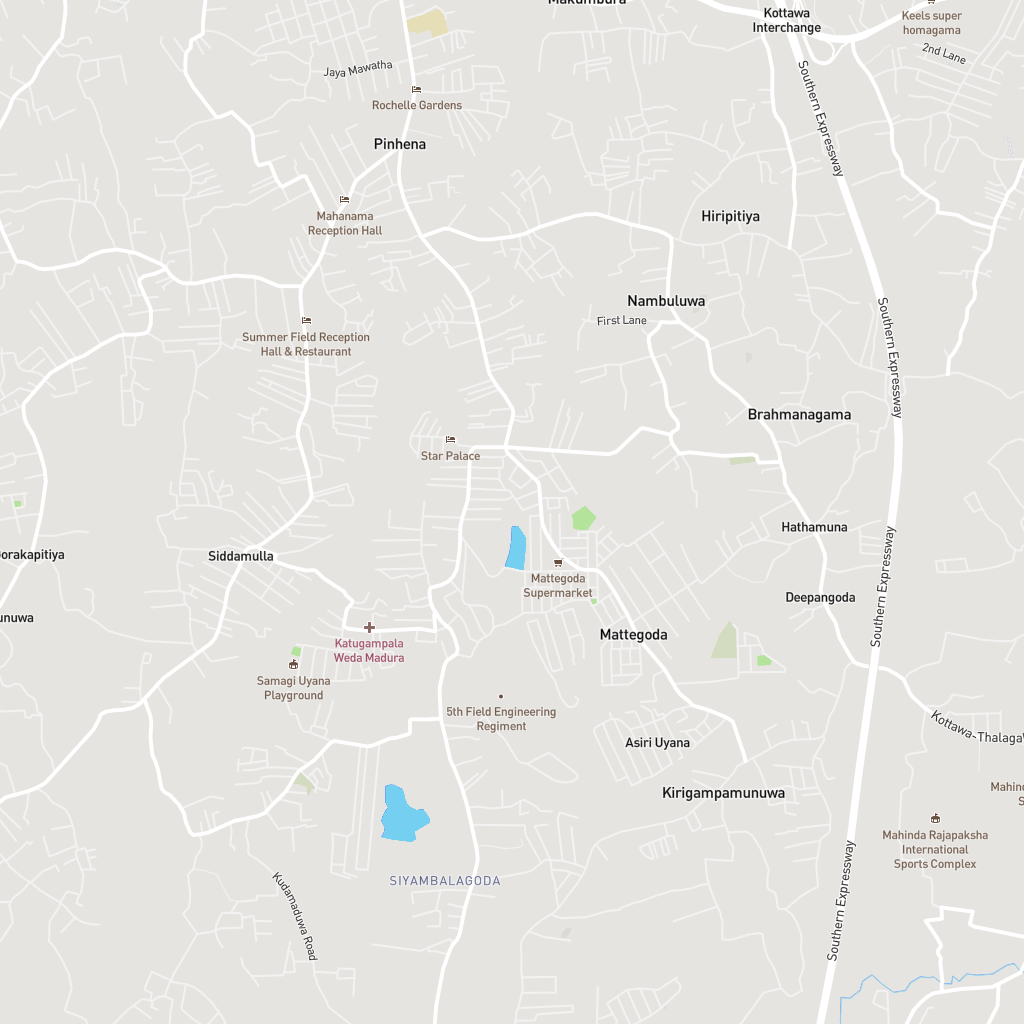 Makumbura
Kottawa
Interchange
Keels super
homagama
2nd Lane
Jaya Mawatha
Rochelle Gardens
Southern Expressway
Pinhena
Mahanama
Reception Hall
Hiripitiya
Nambuluwa
First Lane
Southern Expressway
Summer Field Reception
Hall & Restaurant
Brahmanagama
Star Palace
Hathamuna
Gorakapitiya
Siddamulla
Southern Expressway
Mattegoda
Supermarket
Deepangoda
unuwa
Mattegoda
Katugampala
Weda Madura
Samagi Uyana
Playground
5th Field Engineering
Regiment
Kottawa-Thalaga
Asiri Uyana
Kirigampamunuwa
Mahind
S
Mahinda Rajapaksha
International
Sports Complex
Southern Expressway
SIYAMBALAGODA
Kudamaduwa Road